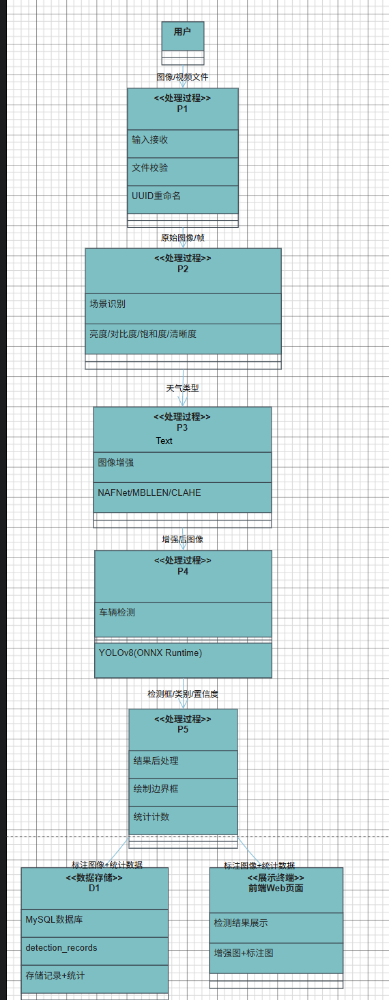 用户
图像/视频文件
<<处理过程>>
P1
输入接收
文件校验
UUID重命名
原始图像/帧
<<处理过程>>
P2
场景识别
亮度/对比度/饱和度/清晰度
天气类型
<<处理过程>>
P3
Text
图像增强
NAFNet/MBLLEN/CLAHE
增强后图像
<<处理过程>>
P4
车辆检测
YOLOv8(ONNX Runtime)
检测框/类别/置信度
<<处理过程>>
P5
结果后处理
绘制边界框
统计计数
标注图像+统计数据
<<数据存储>>
D1
MySQL数据库
detection_records
存储记录+统计
标注图像+统计数据
<<展示终端>>
前端Web页面
检测结果展示
增强图+标注图